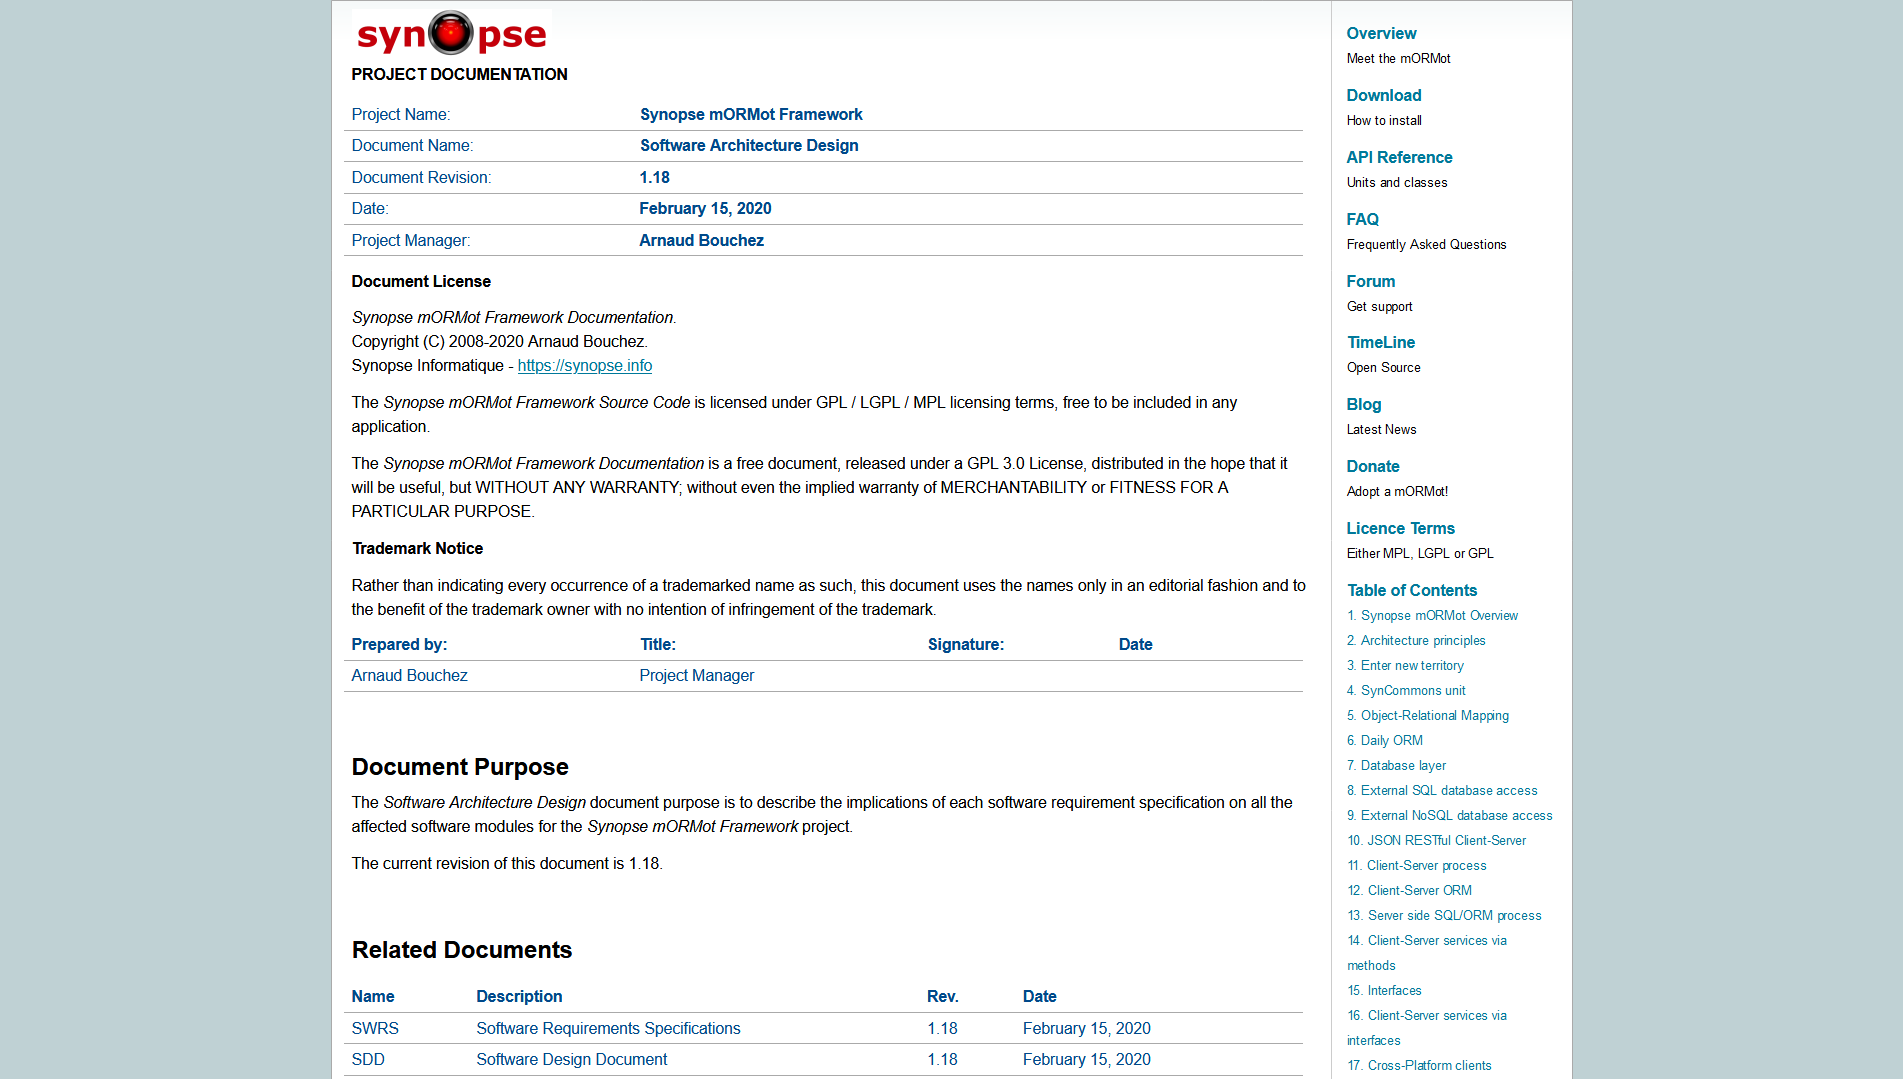 syn pse
PROJECT DOCUMENTATION
Project Name: Synopse mORMot Framework
Document Name: Software Architecture Design
Document Revision: 1.18
Date: February 15, 2020
Project Manager: Arnaud Bouchez
Document License
Synopse mORMot Framework Documentation.
Copyright (C) 2008-2020 Arnaud Bouchez.
Synopse Informatique - https://synopse.info
The Synopse mORMot Framework Source Code is licensed under GPL / LGPL / MPL licensing terms, free to be included in any
application.
The Synopse mORMot Framework Documentation is a free document, released under a GPL 3.0 License, distributed in the hope that it
will be useful, but WITHOUT ANY WARRANTY; without even the implied warranty of MERCHANTABILITY or FITNESS FOR A
PARTICULAR PURPOSE.
Trademark Notice
Rather than indicating every occurrence of a trademarked name as such, this document uses the names only in an editorial fashion and to
the benefit of the trademark owner with no intention of infringement of the trademark.
Prepared by: Title: Signature: Date
Arnaud Bouchez Project Manager
Document Purpose
The Software Architecture Design document purpose is to describe the implications of each software requirement specification on all the
affected software modules for the Synopse mORMot Framework project.
The current revision of this document is 1.18.
Related Documents
Name Description Rev. Date
SWRS Software Requirements Specifications 1.18 February 15, 2020
SDD Software Design Document 1.18 February 15, 2020
Overview
Meet the mORMot
Download
How to install
API Reference
Units and classes
FAQ
Frequently Asked Questions
Forum
Get support
TimeLine
Open Source
Blog
Latest News
Donate
Adopt a mORMot!
Licence Terms
Either MPL, LGPL or GPL
Table of Contents
1. Synopse mORMot Overview
2. Architecture principles
3. Enter new territory
4. SynCommons unit
5. Object-Relational Mapping
6. Daily ORM
7. Database layer
8. External SQL database access
9. External NoSQL database access
10. JSON RESTful Client-Server
11. Client-Server process
12. Client-Server ORM
13. Server side SQL/ORM process
14. Client-Server services via
methods
15. Interfaces
16. Client-Server services via
interfaces
17. Cross-Platform clients